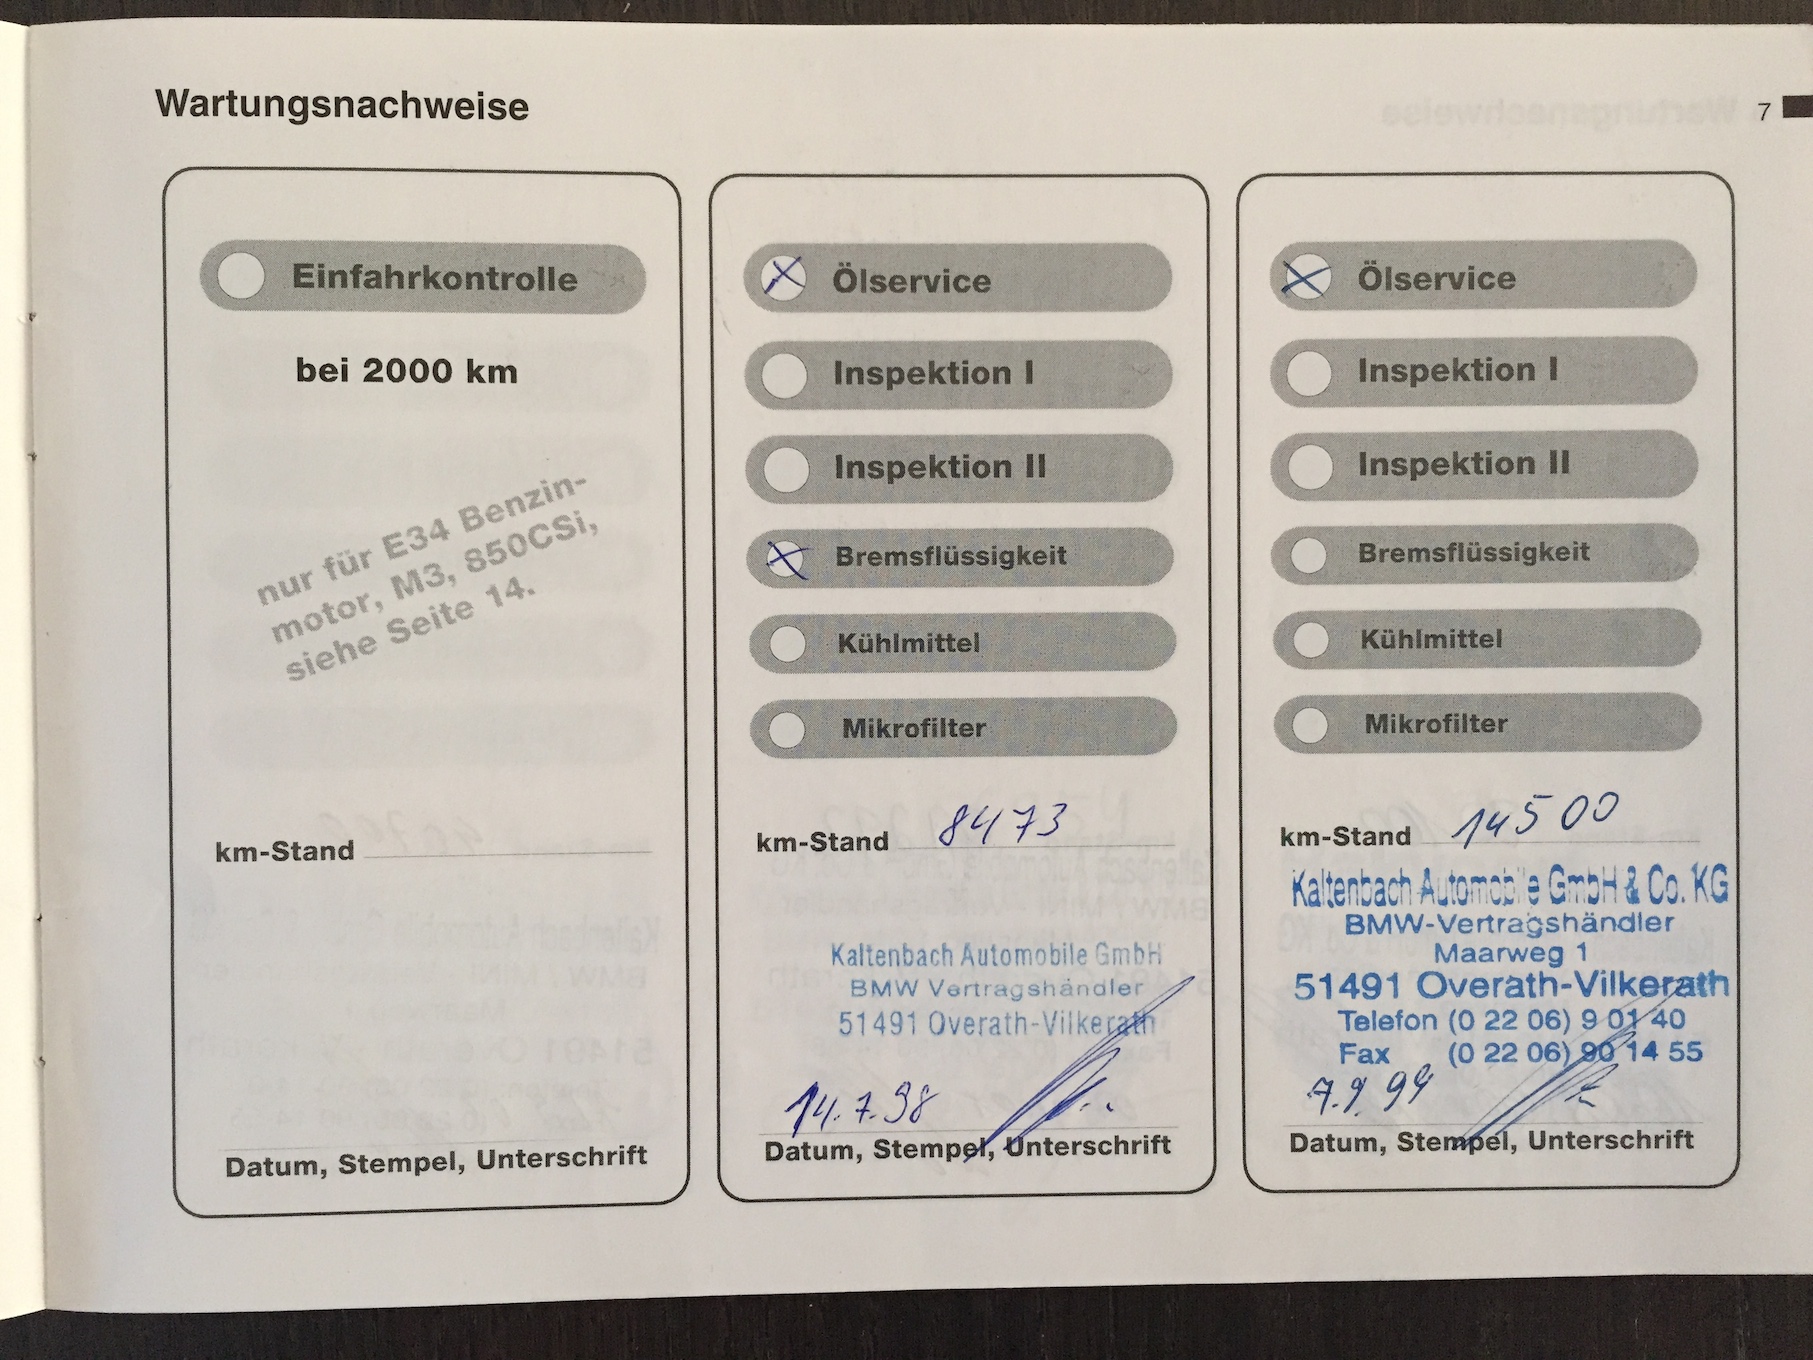 Wartungsnachweise
7
Einfahrkontrolle
bei 2000 km
nur für E34 Benzin-
motor, M3, 850CSi,
siehe Seite 14.
km-Stand
Datum, Stempel, Unterschrift
Ölservice
Inspektion I
Inspektion II
Bremsflüssigkeit
Kühlmittel
Mikrofilter
km-Stand 8473
Kaltenbach Automobile GmbH
BMW Vertragshändler
51491 Overath-Vilkerath
14.7.98
Datum, Stempel, Unterschrift
Ölservice
Inspektion I
Inspektion II
Bremsflüssigkeit
Kühlmittel
Mikrofilter
km-Stand 14500
Kaltenbach Automobile GmbH & Co. KG
BMW-Vertragshändler
Maarweg 1
51491 Overath-Vilkerath
Telefon (0 22 06) 9 01 40
Fax (0 22 06) 90 14 55
7.9.99
Datum, Stempel, Unterschrift